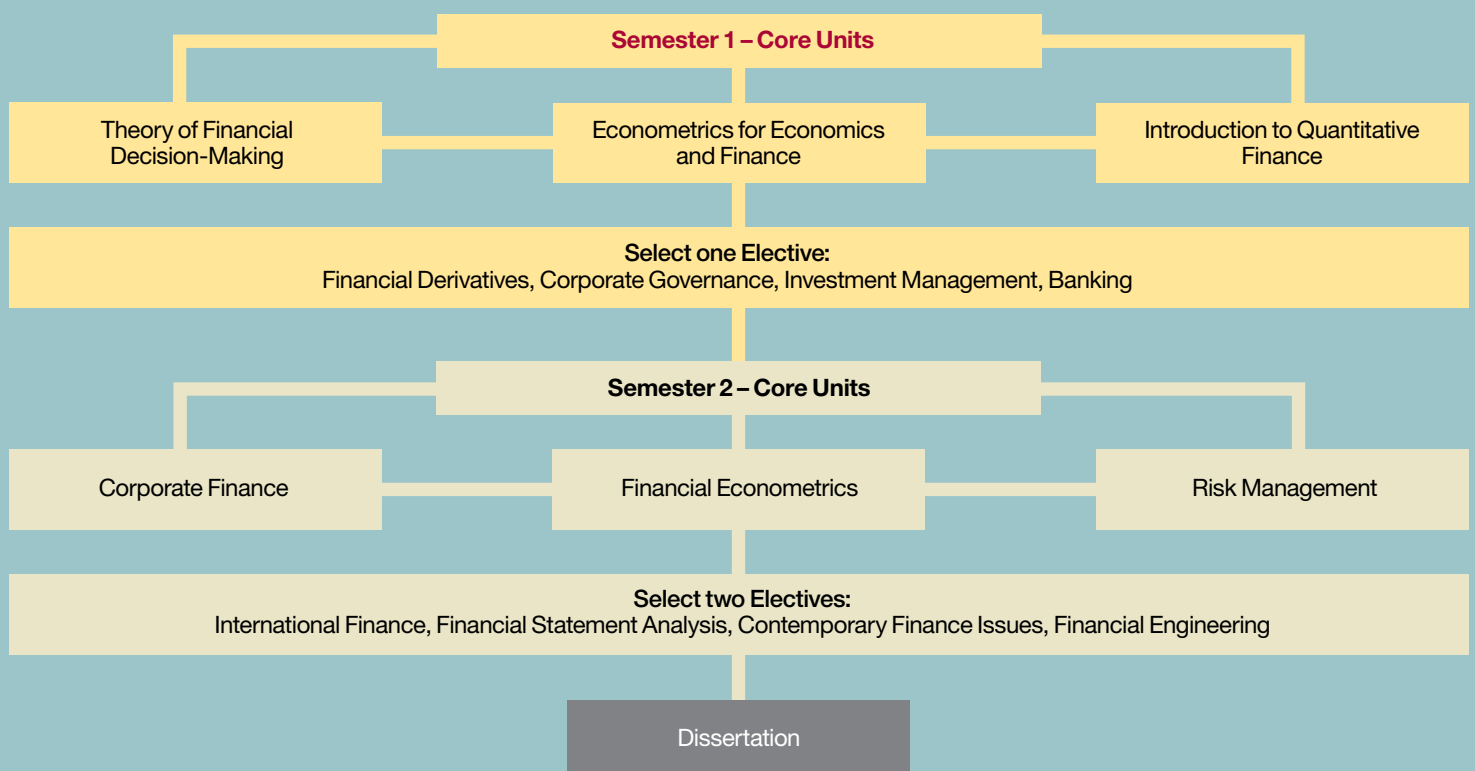 Semester 1 – Core Units
Theory of Financial
Decision-Making
Econometrics for Economics
and Finance
Introduction to Quantitative
Finance
Select one Elective:
Financial Derivatives, Corporate Governance, Investment Management, Banking
Semester 2 – Core Units
Corporate Finance
Financial Econometrics
Risk Management
Select two Electives:
International Finance, Financial Statement Analysis, Contemporary Finance Issues, Financial Engineering
Dissertation